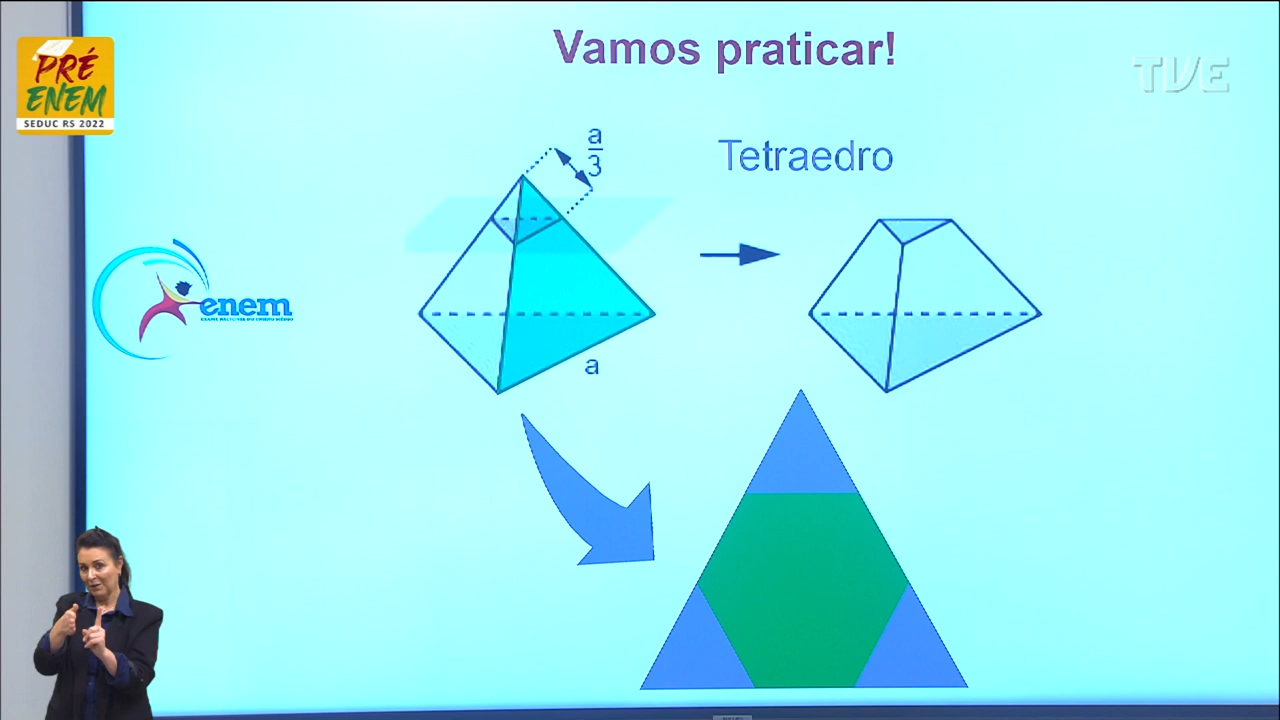 Vamos praticar!
PRÉ
ENEM
SEDUC RS 2022
TVE
a
3
Tetraedro
enem
EXAME NACIONAL DO ENSINO MÉDIO
a